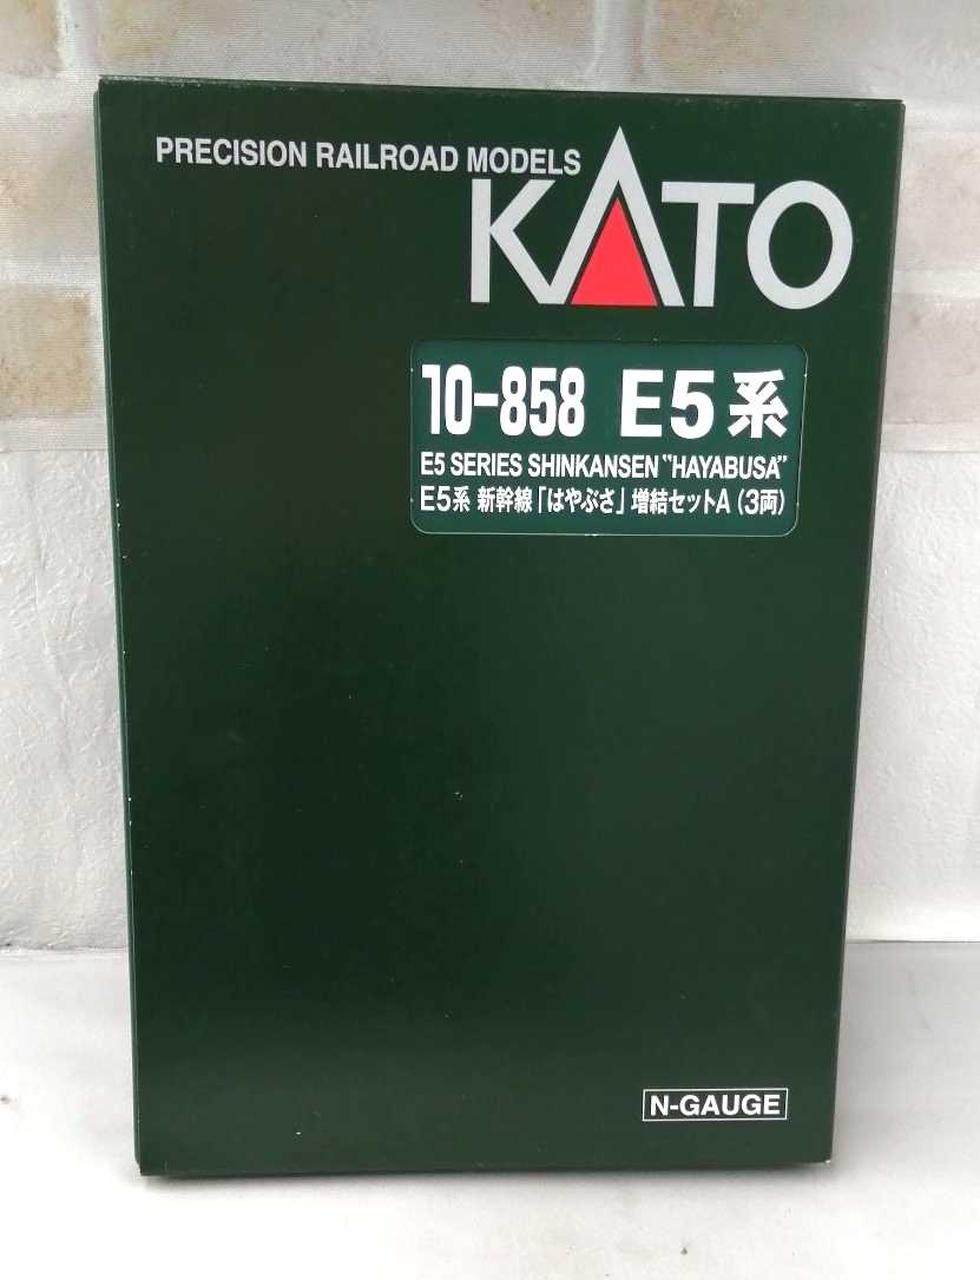 PRECISION RAILROAD MODELS
KATO
10-858 E5系
E5 SERIES SHINKANSEN "HAYABUSA"
E5系 新幹線「はやぶさ」増結セットA(3両)
N-GAUGE